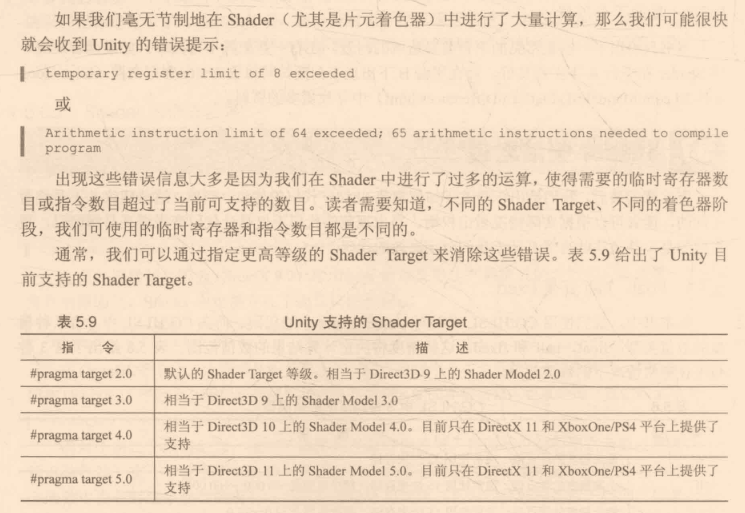 如果我们毫无节制地在 Shader（尤其是片元着色器）中进行了大量计算，那么我们可能很快
就会收到 Unity 的错误提示：
temporary register limit of 8 exceeded
或
Arithmetic instruction limit of 64 exceeded; 65 arithmetic instructions needed to compile
program
出现这些错误信息大多是因为我们在 Shader 中进行了过多的运算，使得需要的临时寄存器数
目或指令数目超过了当前可支持的数目。读者需要知道，不同的 Shader Target、不同的着色器阶
段，我们可使用的临时寄存器和指令数目都是不同的。
通常，我们可以通过指定更高等级的 Shader Target 来消除这些错误。表 5.9 给出了 Unity 目
前支持的 Shader Target。
表 5.9 Unity 支持的 Shader Target
指 令 描 述
#pragma target 2.0 默认的 Shader Target 等级。相当于 Direct3D 9 上的 Shader Model 2.0
#pragma target 3.0 相当于 Direct3D 9 上的 Shader Model 3.0
#pragma target 4.0 相当于 Direct3D 10 上的 Shader Model 4.0。目前只在 DirectX 11 和 XboxOne/PS4 平台上提供了
支持
#pragma target 5.0 相当于 Direct3D 11 上的 Shader Model 5.0。目前只在 DirectX 11 和 XboxOne/PS4 平台上提供了
支持